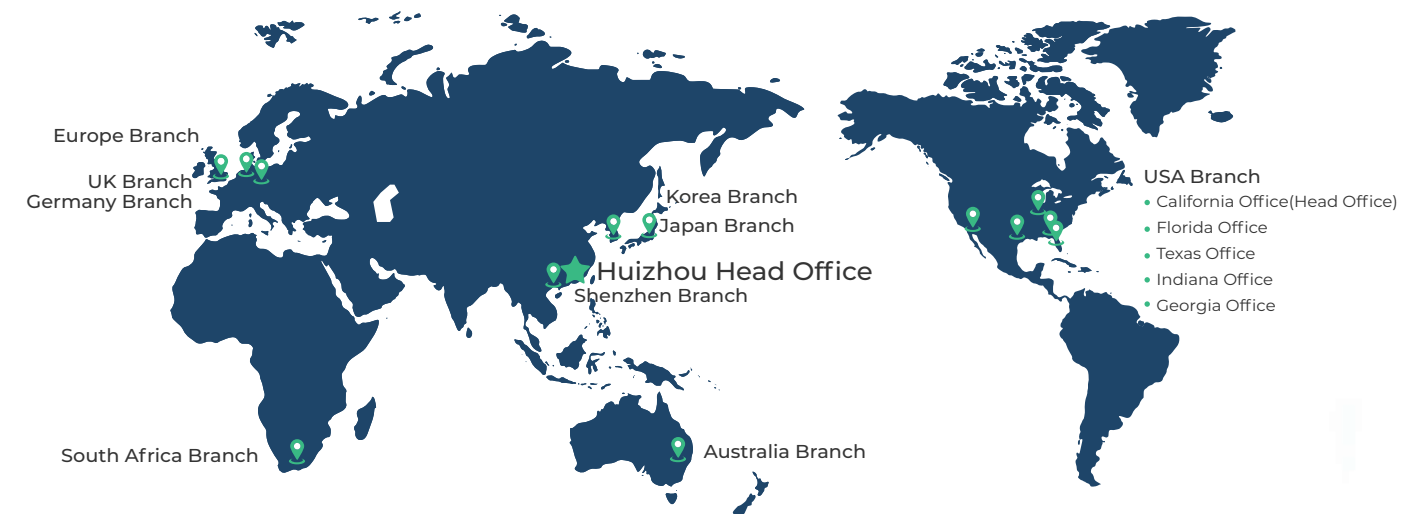 Europe Branch
UK Branch
Germany Branch
Korea Branch
Japan Branch
Huizhou Head Office
Shenzhen Branch
South Africa Branch
Australia Branch
USA Branch
• California Office(Head Office)
• Florida Office
• Texas Office
• Indiana Office
• Georgia Office